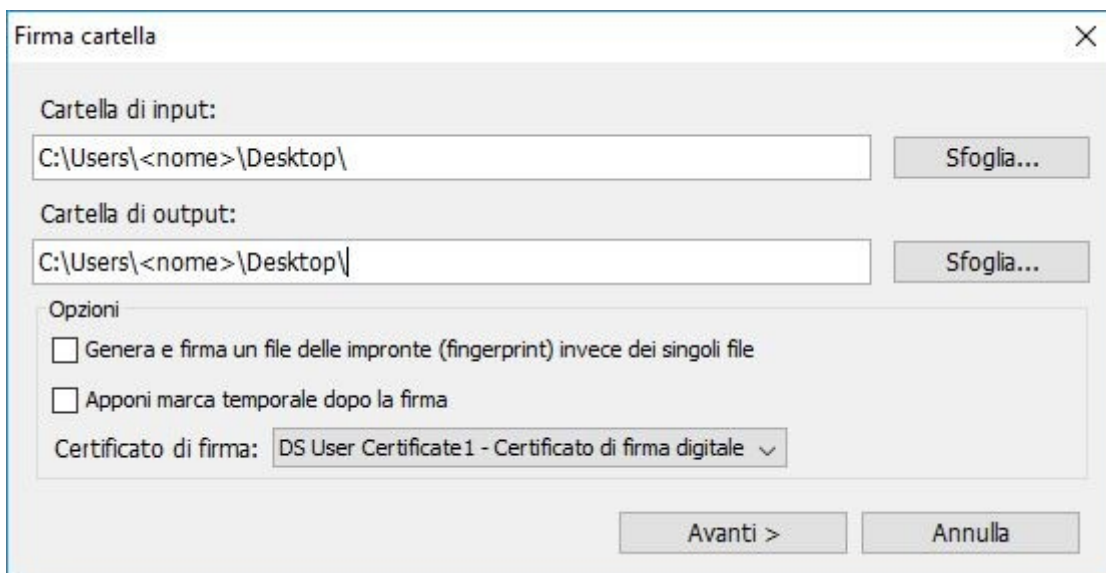 Firma cartella
Cartella di input:
C:\Users\<nome>\Desktop\
Sfoglia...
Cartella di output:
C:\Users\<nome>\Desktop\
Sfoglia...
Opzioni
Genera e firma un file delle impronte (fingerprint) invece dei singoli file
Apponi marca temporale dopo la firma
Certificato di firma: DS User Certificate1 - Certificato di firma digitale
Avanti > Annulla